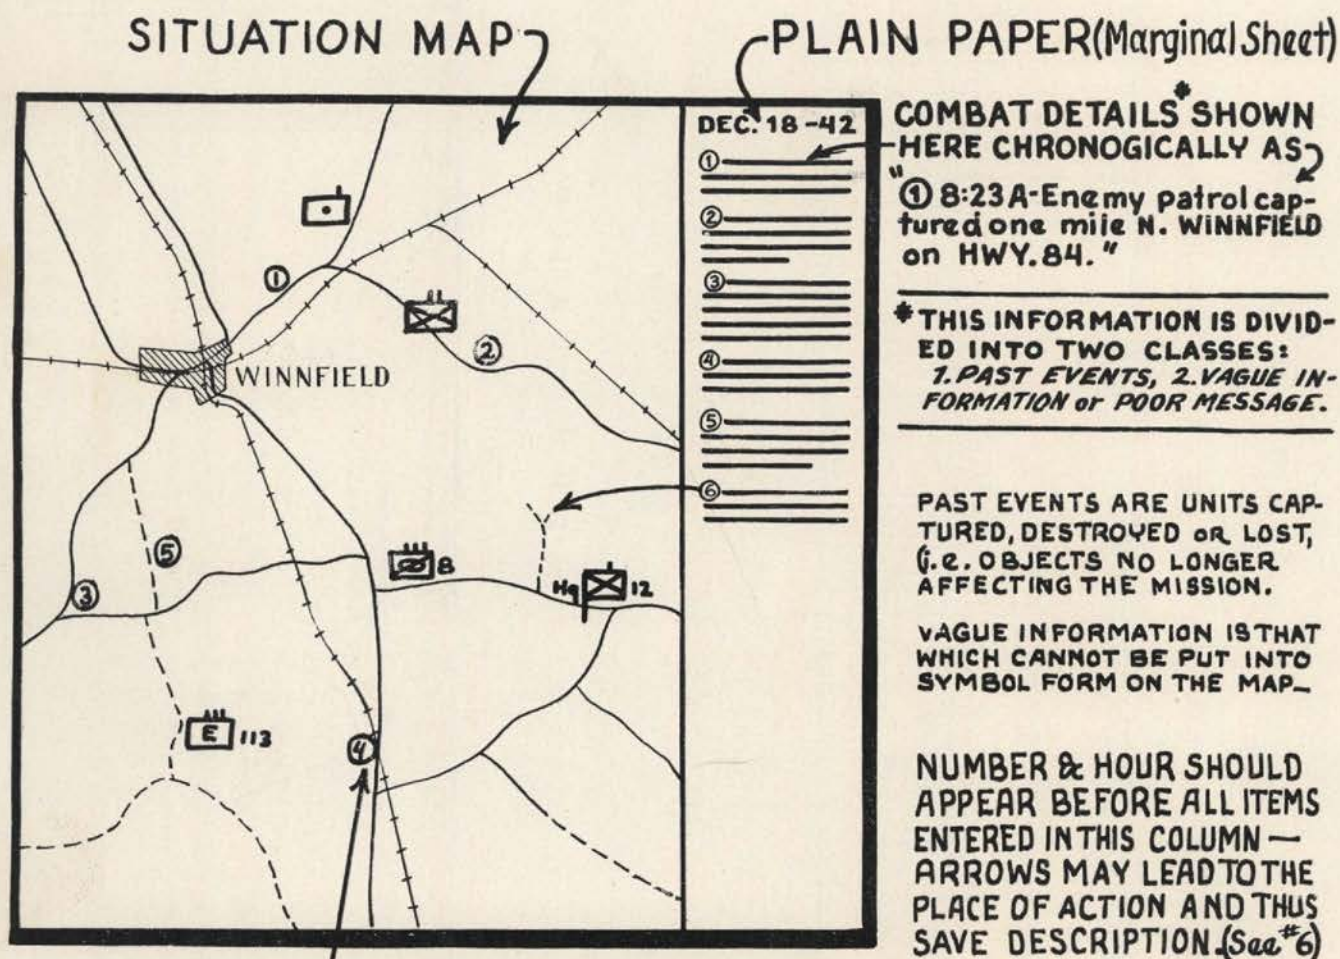 SITUATION MAP
PLAIN PAPER (Marginal Sheet)
DEC. 18-42
①
②
③
④
⑤
⑥
①
②
WINNFIELD
⑤
③
8
Hq 12
E 113
④
COMBAT DETAILS* SHOWN
HERE CHRONOGICALLY AS
"① 8:23A-Enemy patrol cap-
tured one mile N. WINNFIELD
on HWY. 84."
*THIS INFORMATION IS DIVID-
ED INTO TWO CLASSES:
1. PAST EVENTS, 2. VAGUE IN-
FORMATION or POOR MESSAGE.
PAST EVENTS ARE UNITS CAP-
TURED, DESTROYED OR LOST,
(i.e. OBJECTS NO LONGER
AFFECTING THE MISSION.
VAGUE INFORMATION IS THAT
WHICH CANNOT BE PUT INTO
SYMBOL FORM ON THE MAP—
NUMBER & HOUR SHOULD
APPEAR BEFORE ALL ITEMS
ENTERED IN THIS COLUMN —
ARROWS MAY LEAD TO THE
PLACE OF ACTION AND THUS
SAVE DESCRIPTION. (See #6)